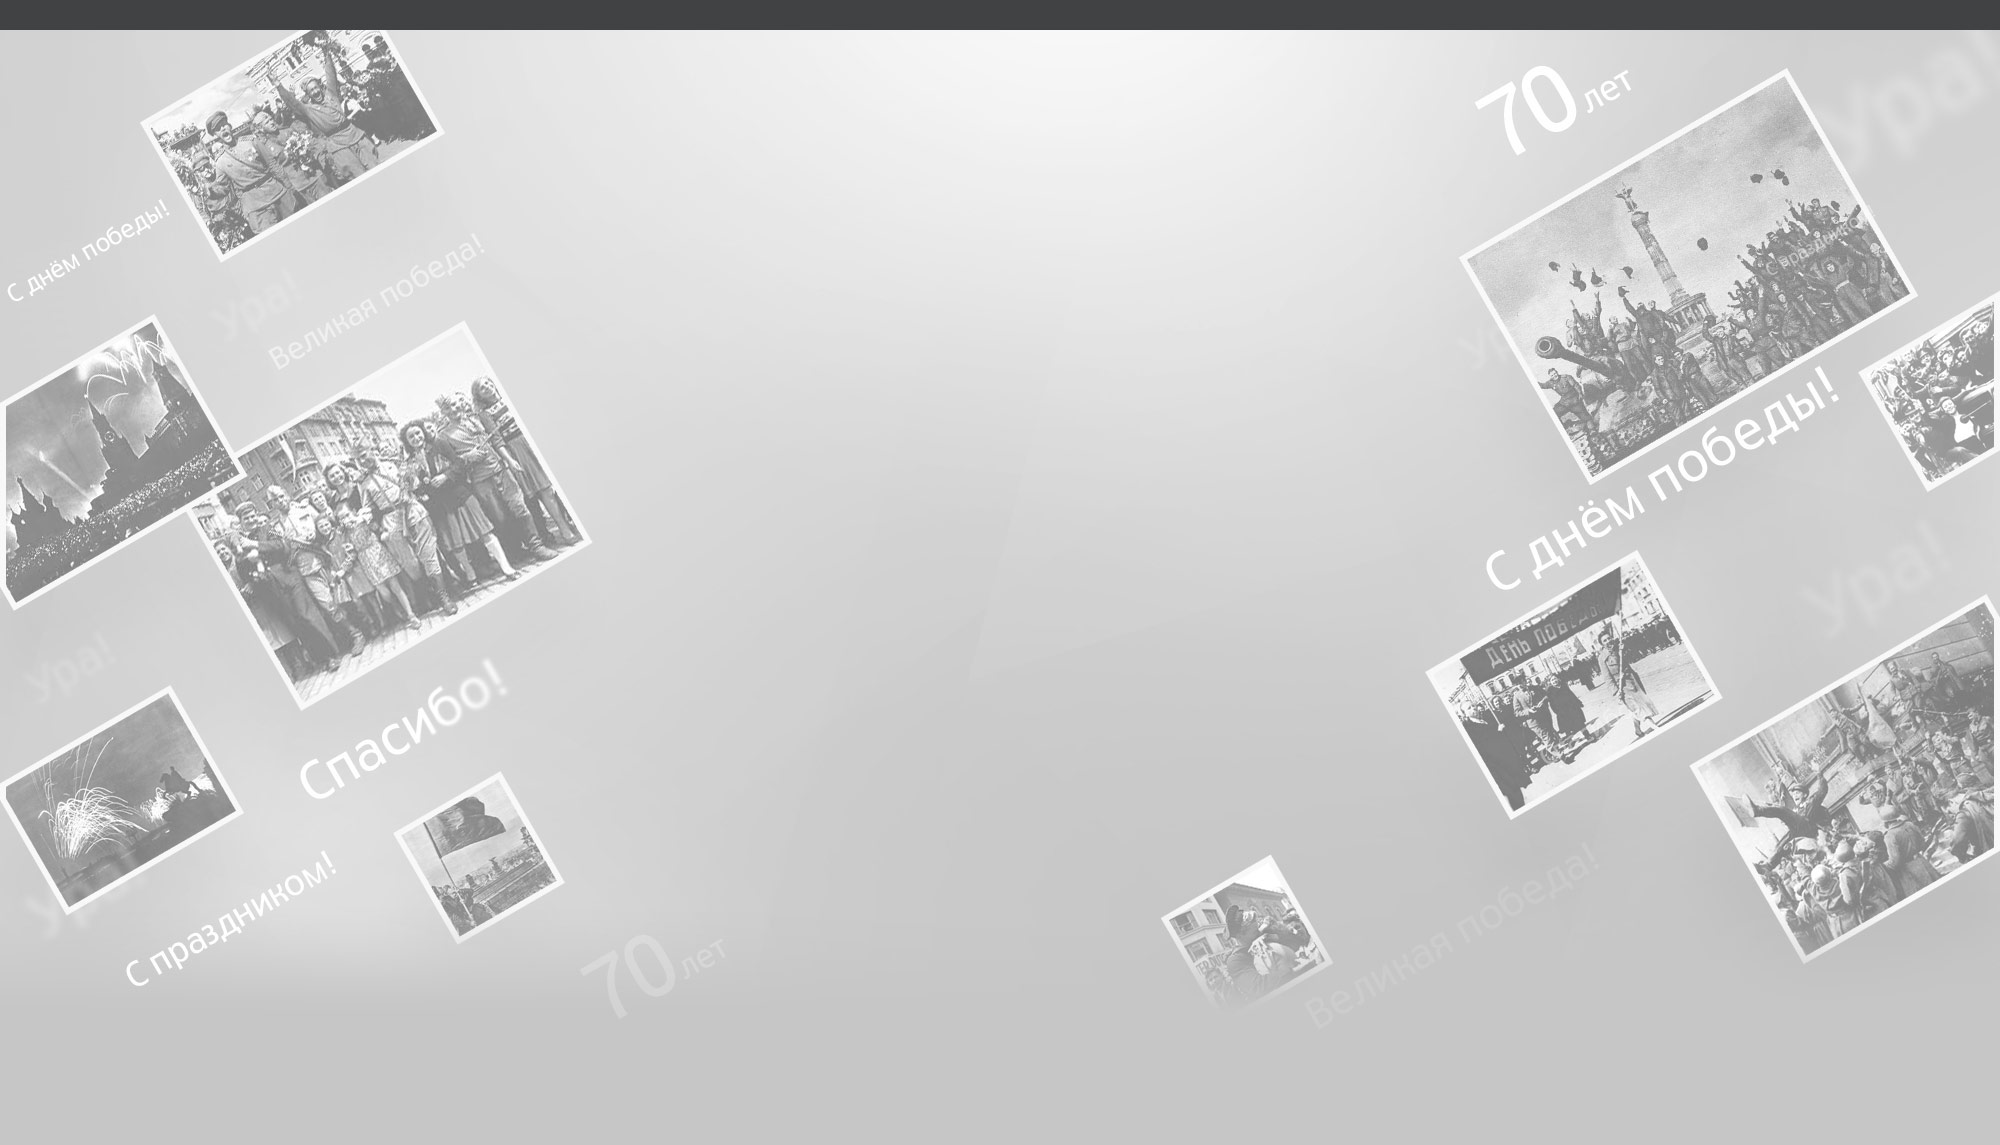 С днём победы!
Ура!
Великая победа!
Ура!
Спасибо!
Ура!
С праздником!
70 лет
70 лет
Ура!
С праздником
Ура!
С днём победы!
ДЕНЬ ПОБЕДЫ
Ура!
Великая победа!